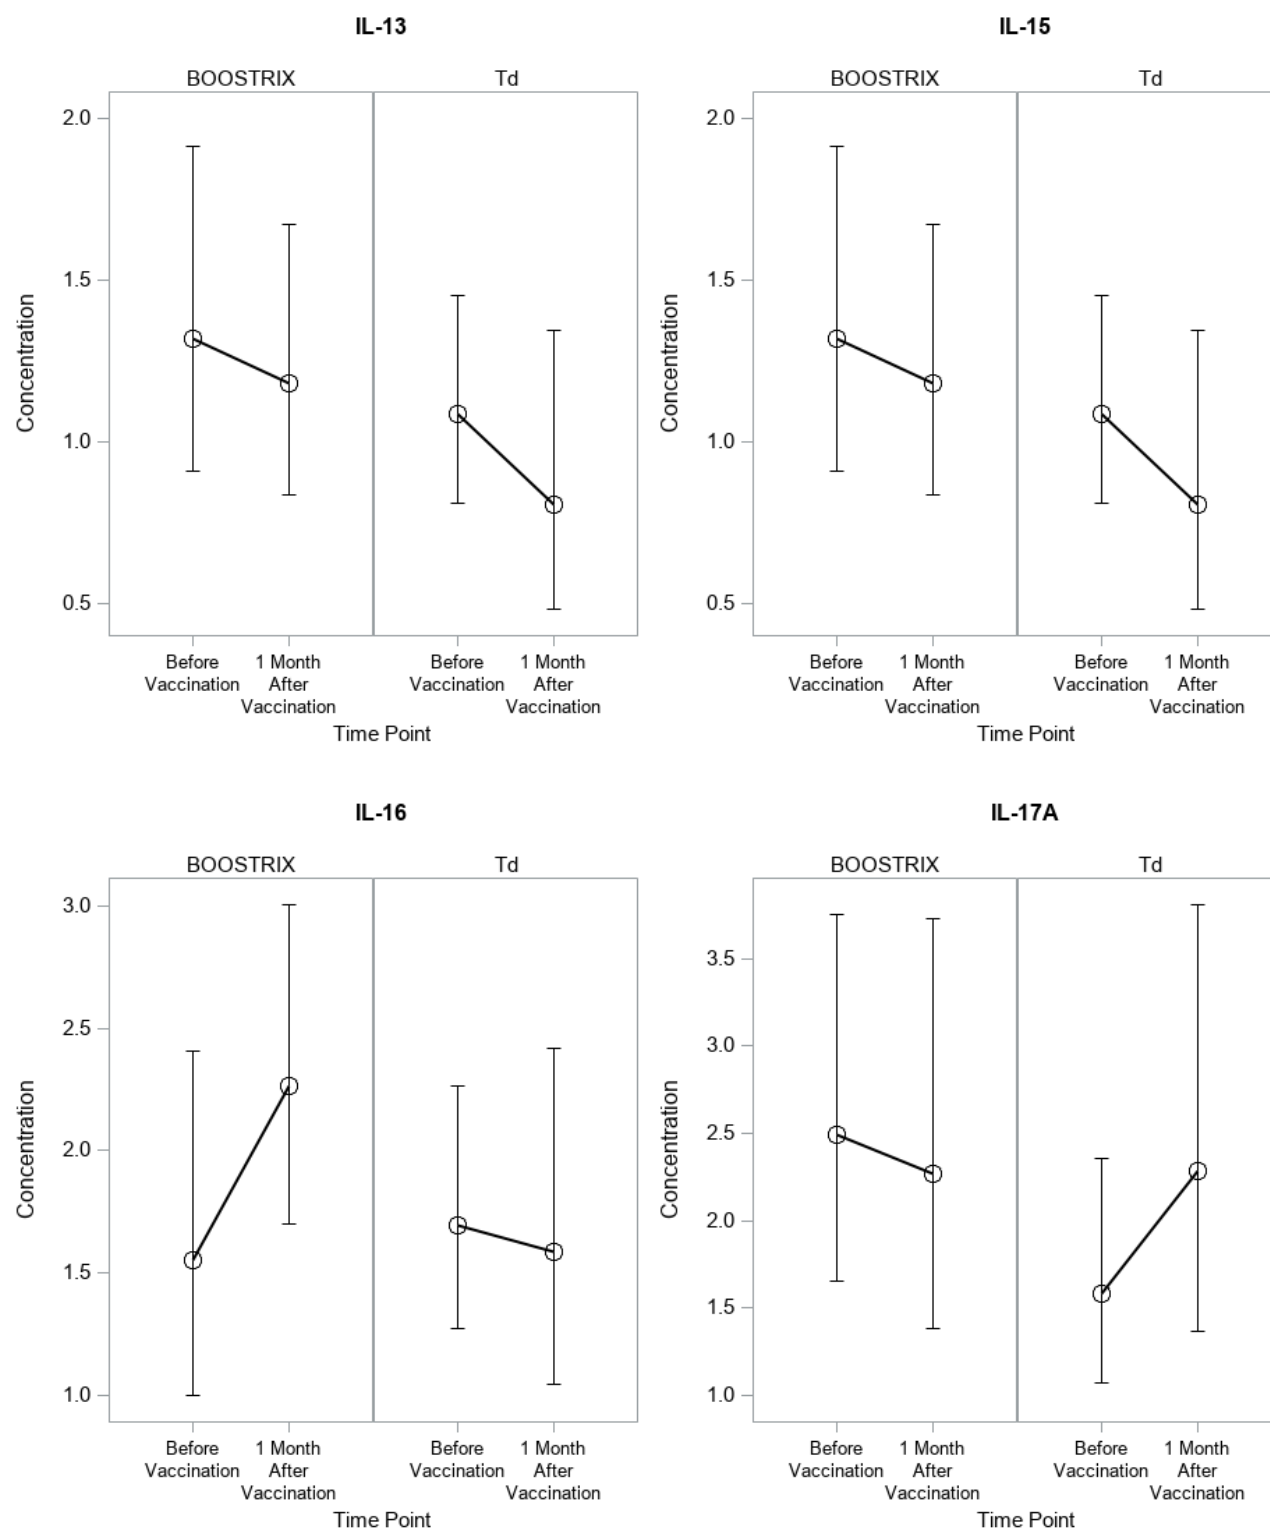 IL-13
BOOSTRIX
Td
2.0
1.5
1.0
0.5
Concentration
Before
Vaccination
1 Month
After
Vaccination
Before
Vaccination
1 Month
After
Vaccination
Time Point
IL-15
BOOSTRIX
Td
2.0
1.5
1.0
0.5
Concentration
Before
Vaccination
1 Month
After
Vaccination
Before
Vaccination
1 Month
After
Vaccination
Time Point
IL-16
BOOSTRIX
Td
3.0
2.5
2.0
1.5
1.0
Concentration
Before
Vaccination
1 Month
After
Vaccination
Before
Vaccination
1 Month
After
Vaccination
Time Point
IL-17A
BOOSTRIX
Td
3.5
3.0
2.5
2.0
1.5
1.0
Concentration
Before
Vaccination
1 Month
After
Vaccination
Before
Vaccination
1 Month
After
Vaccination
Time Point